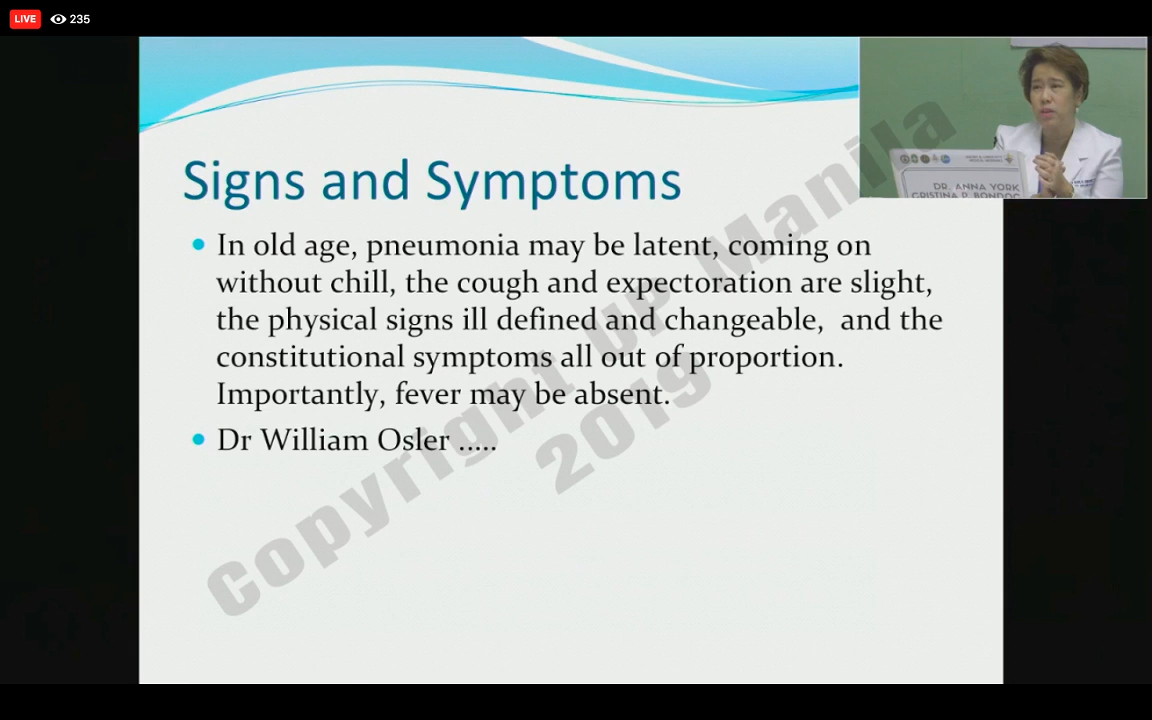 LIVE 235
Signs and Symptoms
• In old age, pneumonia may be latent, coming on
without chill, the cough and expectoration are slight,
the physical signs ill defined and changeable,  and the
constitutional symptoms all out of proportion.
Importantly, fever may be absent.
• Dr William Osler .....
Copyright UP Manila
2019
DR. ANNA YORK
CRISTINA P. BONDOC